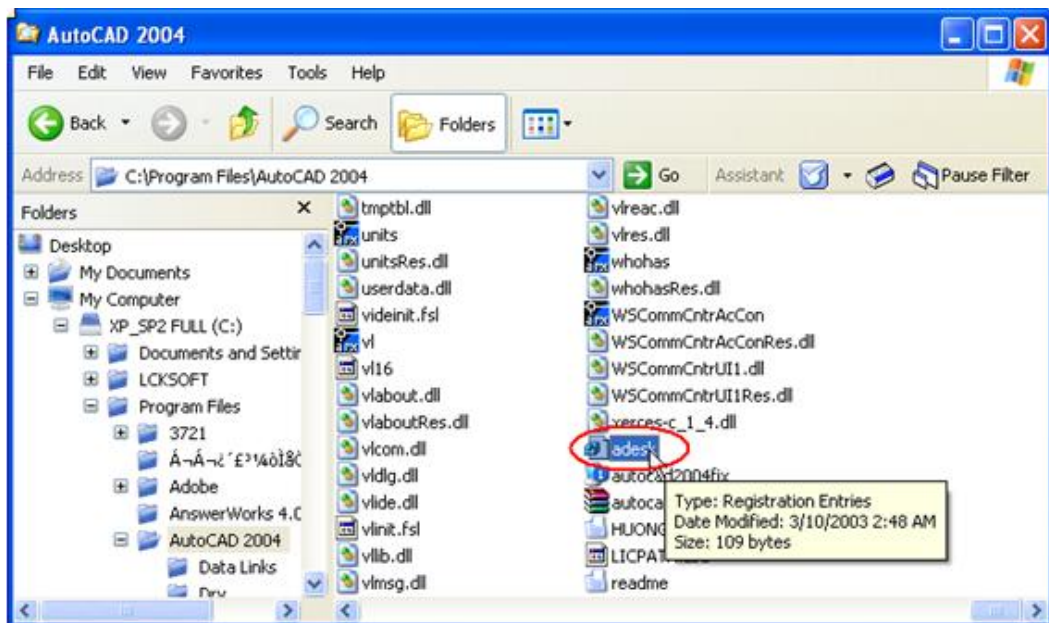 AutoCAD 2004
File Edit View Favorites Tools Help
Back Search Folders
Address C:\Program Files\AutoCAD 2004 Go Assistant Pause Filter
Folders
Desktop
My Documents
My Computer
XP_SP2 FULL (C:)
Documents and Settin
LCKSOFT
Program Files
3721
Adobe
AnswerWorks 4.0
AutoCAD 2004
Data Links
Drv
tmptbl.dll
units
unitsRes.dll
userdata.dll
videinit.fsl
vl
vl16
vlabout.dll
vlaboutRes.dll
vlcom.dll
vldlg.dll
vlide.dll
vlinit.fsl
vllib.dll
vlmsg.dll
vlreac.dll
vlres.dll
whohas
whohasRes.dll
WSCommCntrAcCon
WSCommCntrAcConRes.dll
WSCommCntrUI1.dll
WSCommCntrUI1Res.dll
xerces-c_1_4.dll
adesk
autocad2004fix
autoca
HUONG
LICPATH
readme
Type: Registration Entries
Date Modified: 3/10/2003 2:48 AM
Size: 109 bytes